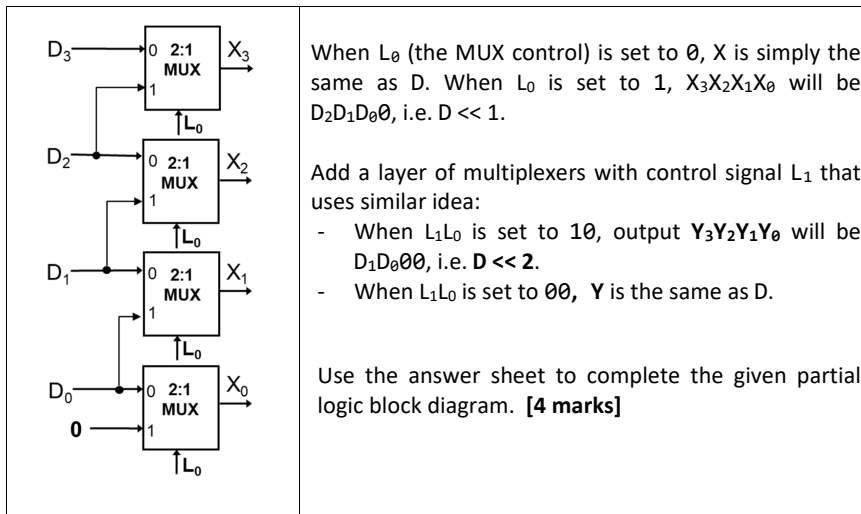 D₃
0
2:1
MUX
X₃
1
L₀
D₂
0
2:1
MUX
X₂
1
L₀
D₁
0
2:1
MUX
X₁
1
L₀
D₀
0
2:1
MUX
X₀
0
1
L₀
When L₀ (the MUX control) is set to 0, X is simply the
same as D. When L₀ is set to 1, X₃X₂X₁X₀ will be
D₂D₁D₀0, i.e. D << 1.
Add a layer of multiplexers with control signal L₁ that
uses similar idea:
- When L₁L₀ is set to 10, output Y₃Y₂Y₁Y₀ will be
D₁D₀00, i.e. D << 2.
- When L₁L₀ is set to 00, Y is the same as D.
Use the answer sheet to complete the given partial
logic block diagram. [4 marks]